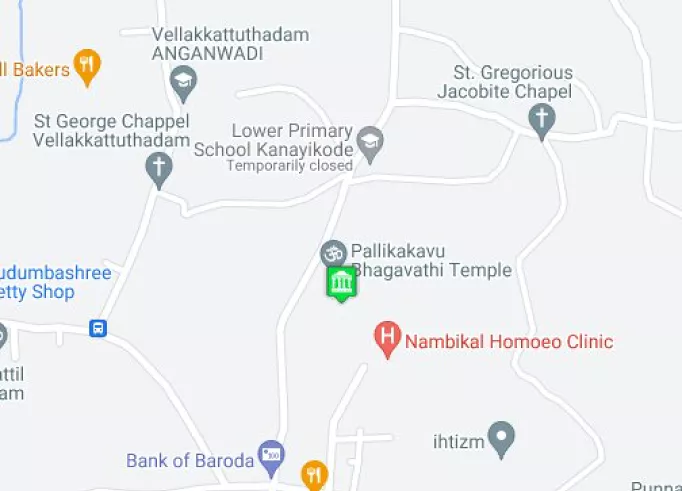 Vellakkattuthadam
ANGANWADI
ll Bakers
St. Gregorious
Jacobite Chapel
St George Chappel
Vellakkattuthadam
Lower Primary
School Kanayikode
Temporarily closed
Pallikakavu
Bhagavathi Temple
udumbashree
etty Shop
Nambikal Homoeo Clinic
attil
am
ihtizm
Bank of Baroda
Punna